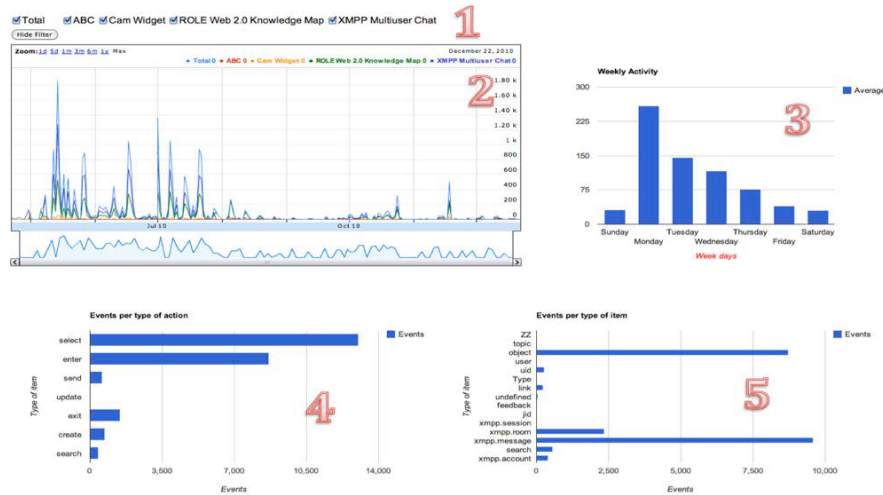 Total ABC Cam Widget ROLE Web 2.0 Knowledge Map XMPP Multiuser Chat
1
Hide Filter
Zoom: 1d 5d 1m 3m 6m 1y Max December 22, 2010
Total 0 ABC 0 Cam Widget 0 ROLE Web 2.0 Knowledge Map 0 XMPP Multiuser Chat 0
2
1.80 k
1.60 k
1.40 k
1.20 k
1 k
800
600
400
200
0
Jul 10 Oct 10
Weekly Activity
Average
3
300
225
150
75
0
Sunday Monday Tuesday Wednesday Thursday Friday Saturday
Week days
Events per type of action
Events
Type of item
select
enter
send
update
exit
create
search
4
0 3,500 7,000 10,500 14,000
Events
Events per type of item
Events
Type of item
ZZ
topic
object
user
uid
Type
link
undefined
feedback
jid
xmpp.session
xmpp.room
xmpp.message
search
xmpp.account
5
0 2,500 5,000 7,500 10,000
Events